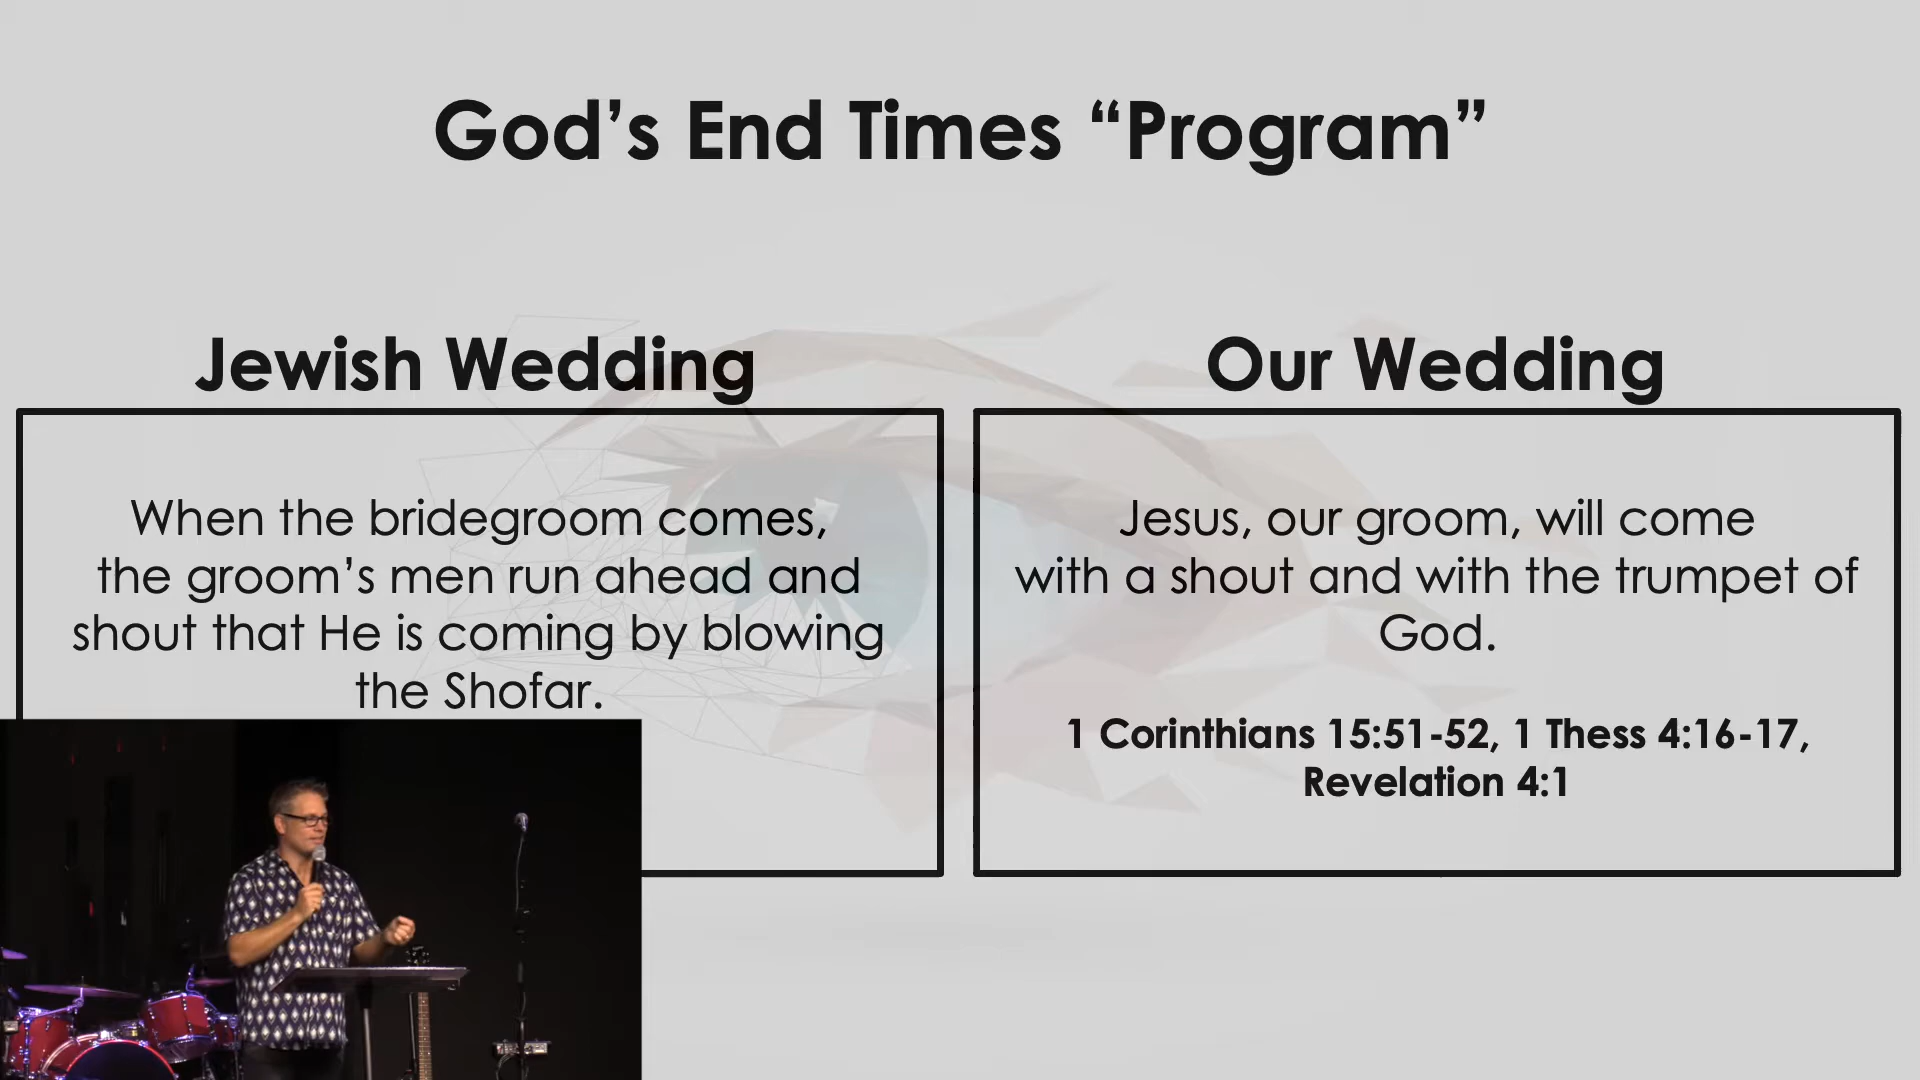 God’s End Times “Program”
Jewish Wedding
When the bridegroom comes,
the groom’s men run ahead and
shout that He is coming by blowing
the Shofar.
Our Wedding
Jesus, our groom, will come
with a shout and with the trumpet of
God.
1 Corinthians 15:51-52, 1 Thess 4:16-17,
Revelation 4:1